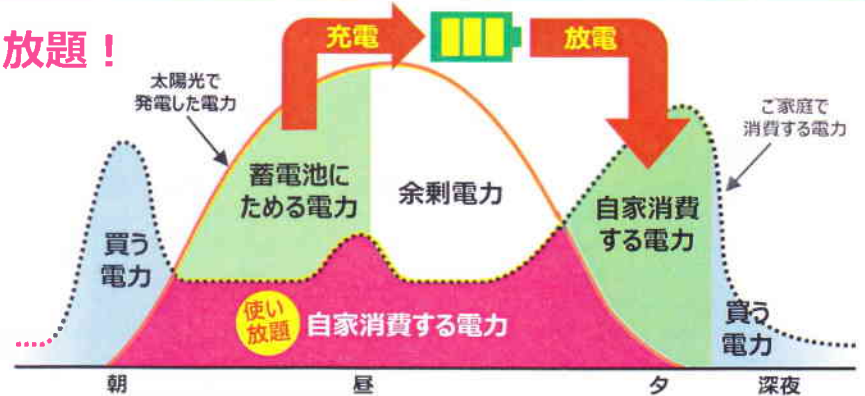 放題！
充電
放電
太陽光で
発電した電力
ご家庭で
消費する電力
蓄電池に
ためる電力
余剰電力
自家消費
する電力
買う
電力
使い
放題
自家消費する電力
買う
電力
朝
昼
夕
深夜